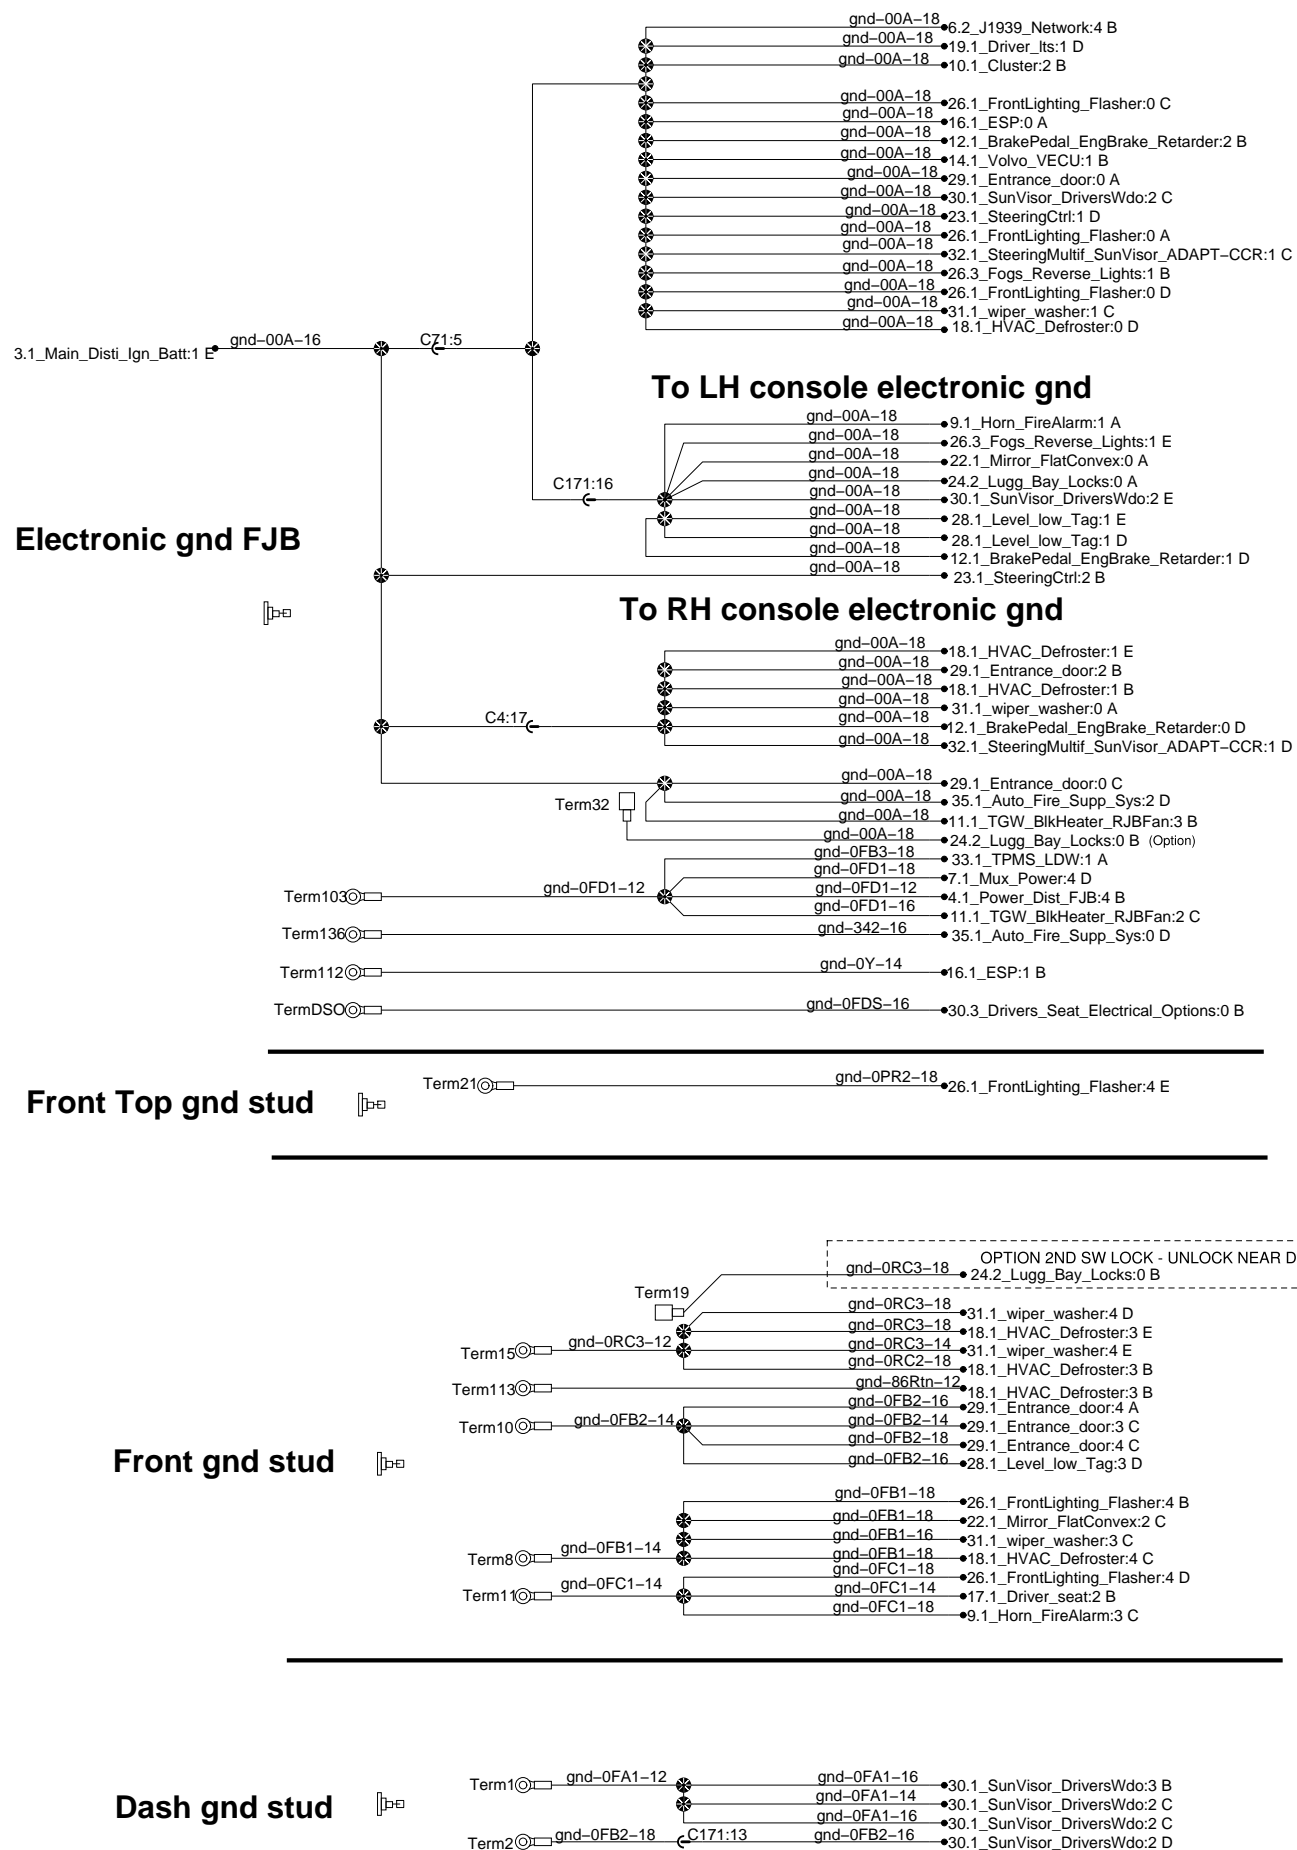 gnd–00A–18 6.2_J1939_Network:4 B
gnd–00A–18 19.1_Driver_lts:1 D
gnd–00A–18 10.1_Cluster:2 B
gnd–00A–18 26.1_FrontLighting_Flasher:0 C
gnd–00A–18 16.1_ESP:0 A
gnd–00A–18 12.1_BrakePedal_EngBrake_Retarder:2 B
gnd–00A–18 14.1_Volvo_VECU:1 B
gnd–00A–18 29.1_Entrance_door:0 A
gnd–00A–18 30.1_SunVisor_DriversWdo:2 C
gnd–00A–18 23.1_SteeringCtrl:1 D
gnd–00A–18 26.1_FrontLighting_Flasher:0 A
gnd–00A–18 32.1_SteeringMultif_SunVisor_ADAPT–CCR:1 C
gnd–00A–18 26.3_Fogs_Reverse_Lights:1 B
gnd–00A–18 26.1_FrontLighting_Flasher:0 D
gnd–00A–18 31.1_wiper_washer:1 C
gnd–00A–18 18.1_HVAC_Defroster:0 D
3.1_Main_Disti_Ign_Batt:1 E gnd–00A–16 C71:5
To LH console electronic gnd
gnd–00A–18 9.1_Horn_FireAlarm:1 A
gnd–00A–18 26.3_Fogs_Reverse_Lights:1 E
gnd–00A–18 22.1_Mirror_FlatConvex:0 A
gnd–00A–18 24.2_Lugg_Bay_Locks:0 A
C171:16 gnd–00A–18 30.1_SunVisor_DriversWdo:2 E
gnd–00A–18 28.1_Level_low_Tag:1 E
gnd–00A–18 28.1_Level_low_Tag:1 D
Electronic gnd FJB
gnd–00A–18 12.1_BrakePedal_EngBrake_Retarder:1 D
gnd–00A–18 23.1_SteeringCtrl:2 B
To RH console electronic gnd
gnd–00A–18 18.1_HVAC_Defroster:1 E
gnd–00A–18 29.1_Entrance_door:2 B
gnd–00A–18 18.1_HVAC_Defroster:1 B
gnd–00A–18 31.1_wiper_washer:0 A
C4:17 gnd–00A–18 12.1_BrakePedal_EngBrake_Retarder:0 D
gnd–00A–18 32.1_SteeringMultif_SunVisor_ADAPT–CCR:1 D
gnd–00A–18 29.1_Entrance_door:0 C
Term32 gnd–00A–18 35.1_Auto_Fire_Supp_Sys:2 D
gnd–00A–18 11.1_TGW_BlkHeater_RJBFan:3 B
gnd–00A–18 24.2_Lugg_Bay_Locks:0 B (Option)
gnd–0FB3–18 33.1_TPMS_LDW:1 A
gnd–0FD1–18 7.1_Mux_Power:4 D
Term103 gnd–0FD1–12 gnd–0FD1–12 4.1_Power_Dist_FJB:4 B
gnd–0FD1–16 11.1_TGW_BlkHeater_RJBFan:2 C
Term136 gnd–342–16 35.1_Auto_Fire_Supp_Sys:0 D
Term112 gnd–0Y–14 16.1_ESP:1 B
TermDSO gnd–0FDS–16 30.3_Drivers_Seat_Electrical_Options:0 B
Term21 gnd–0PR2–18 26.1_FrontLighting_Flasher:4 E
Front Top gnd stud
OPTION 2ND SW LOCK - UNLOCK NEAR D
gnd–0RC3–18 24.2_Lugg_Bay_Locks:0 B
Term19
gnd–0RC3–18 31.1_wiper_washer:4 D
gnd–0RC3–18 18.1_HVAC_Defroster:3 E
Term15 gnd–0RC3–12 gnd–0RC3–14 31.1_wiper_washer:4 E
gnd–0RC2–18 18.1_HVAC_Defroster:3 B
Term113 gnd–86Rtn–12 18.1_HVAC_Defroster:3 B
gnd–0FB2–16 29.1_Entrance_door:4 A
Term10 gnd–0FB2–14 gnd–0FB2–14 29.1_Entrance_door:3 C
gnd–0FB2–18 29.1_Entrance_door:4 C
Front gnd stud
gnd–0FB2–16 28.1_Level_low_Tag:3 D
gnd–0FB1–18 26.1_FrontLighting_Flasher:4 B
gnd–0FB1–18 22.1_Mirror_FlatConvex:2 C
gnd–0FB1–16 31.1_wiper_washer:3 C
Term8 gnd–0FB1–14 gnd–0FB1–18 18.1_HVAC_Defroster:4 C
gnd–0FC1–18 26.1_FrontLighting_Flasher:4 D
Term11 gnd–0FC1–14 gnd–0FC1–14 17.1_Driver_seat:2 B
gnd–0FC1–18 9.1_Horn_FireAlarm:3 C
Term1 gnd–0FA1–12 gnd–0FA1–16 30.1_SunVisor_DriversWdo:3 B
Dash gnd stud
gnd–0FA1–14 30.1_SunVisor_DriversWdo:2 C
gnd–0FA1–16 30.1_SunVisor_DriversWdo:2 C
Term2 gnd–0FB2–18 C171:13 gnd–0FB2–16 30.1_SunVisor_DriversWdo:2 D